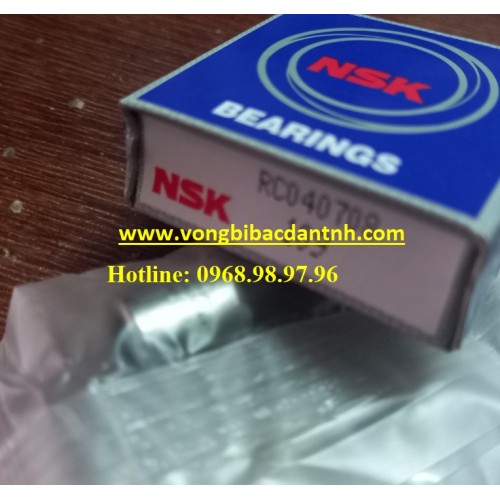 NSK
BEARINGS
NSK
RC040708
www.vongbibacdantnh.com
Hotline: 0968.98.97.96